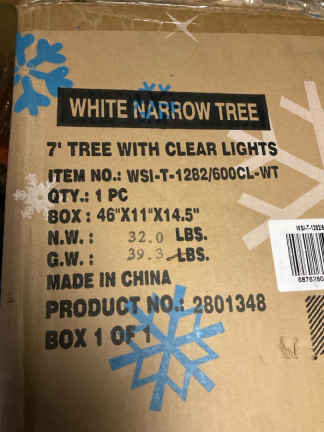 WHITE NARROW TREE
7' TREE WITH CLEAR LIGHTS
ITEM NO.: WSI-T-1282/600CL-WT
QTY.: 1 PC
BOX : 46"X11"X14.5"
N.W. : 32.0 LBS.
G.W. : 39.3 LBS.
MADE IN CHINA
PRODUCT NO.: 2801348
BOX 1 OF 1